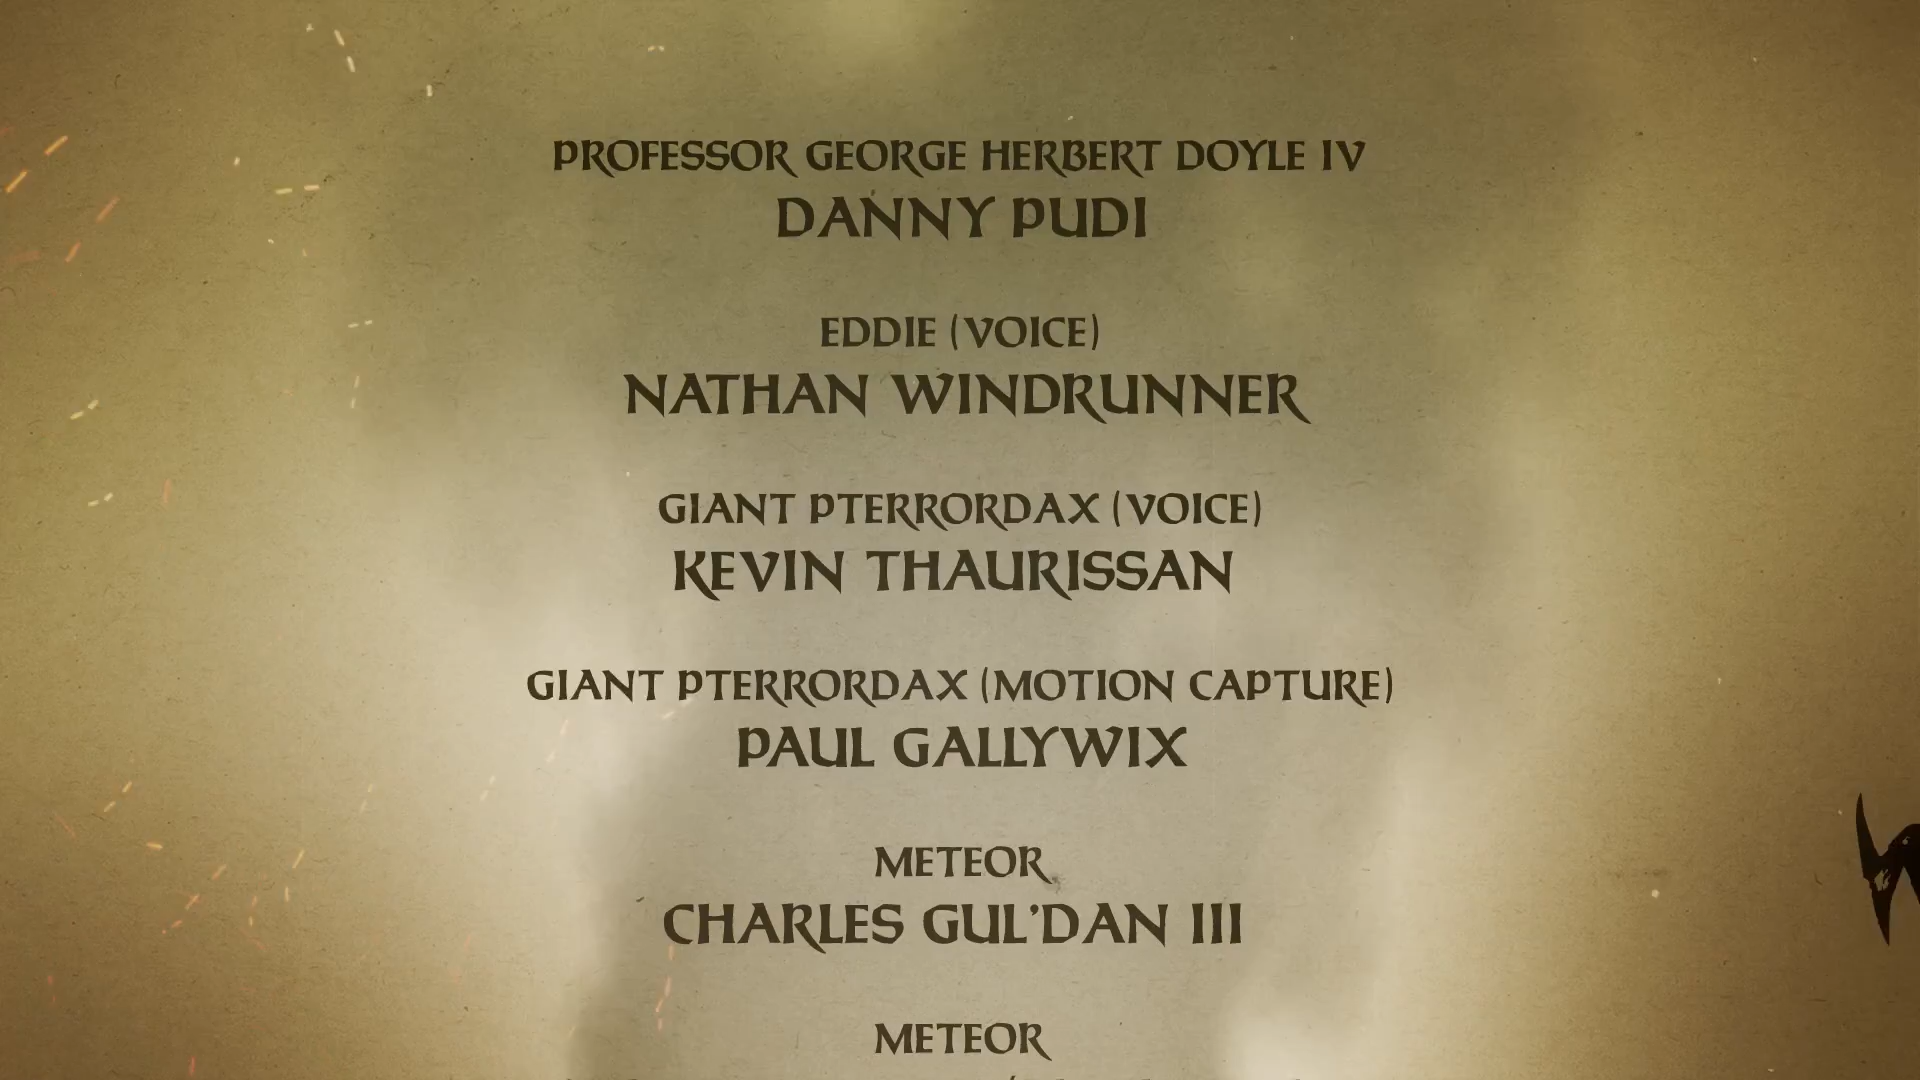 PROFESSOR GEORGE HERBERT DOYLE IV
DANNY PUDI
EDDIE (VOICE)
NATHAN WINDRUNNER
GIANT PTERRORDAX (VOICE)
KEVIN THAURISSAN
GIANT PTERRORDAX (MOTION CAPTURE)
PAUL GALLYWIX
METEOR
CHARLES GUL'DAN III
METEOR